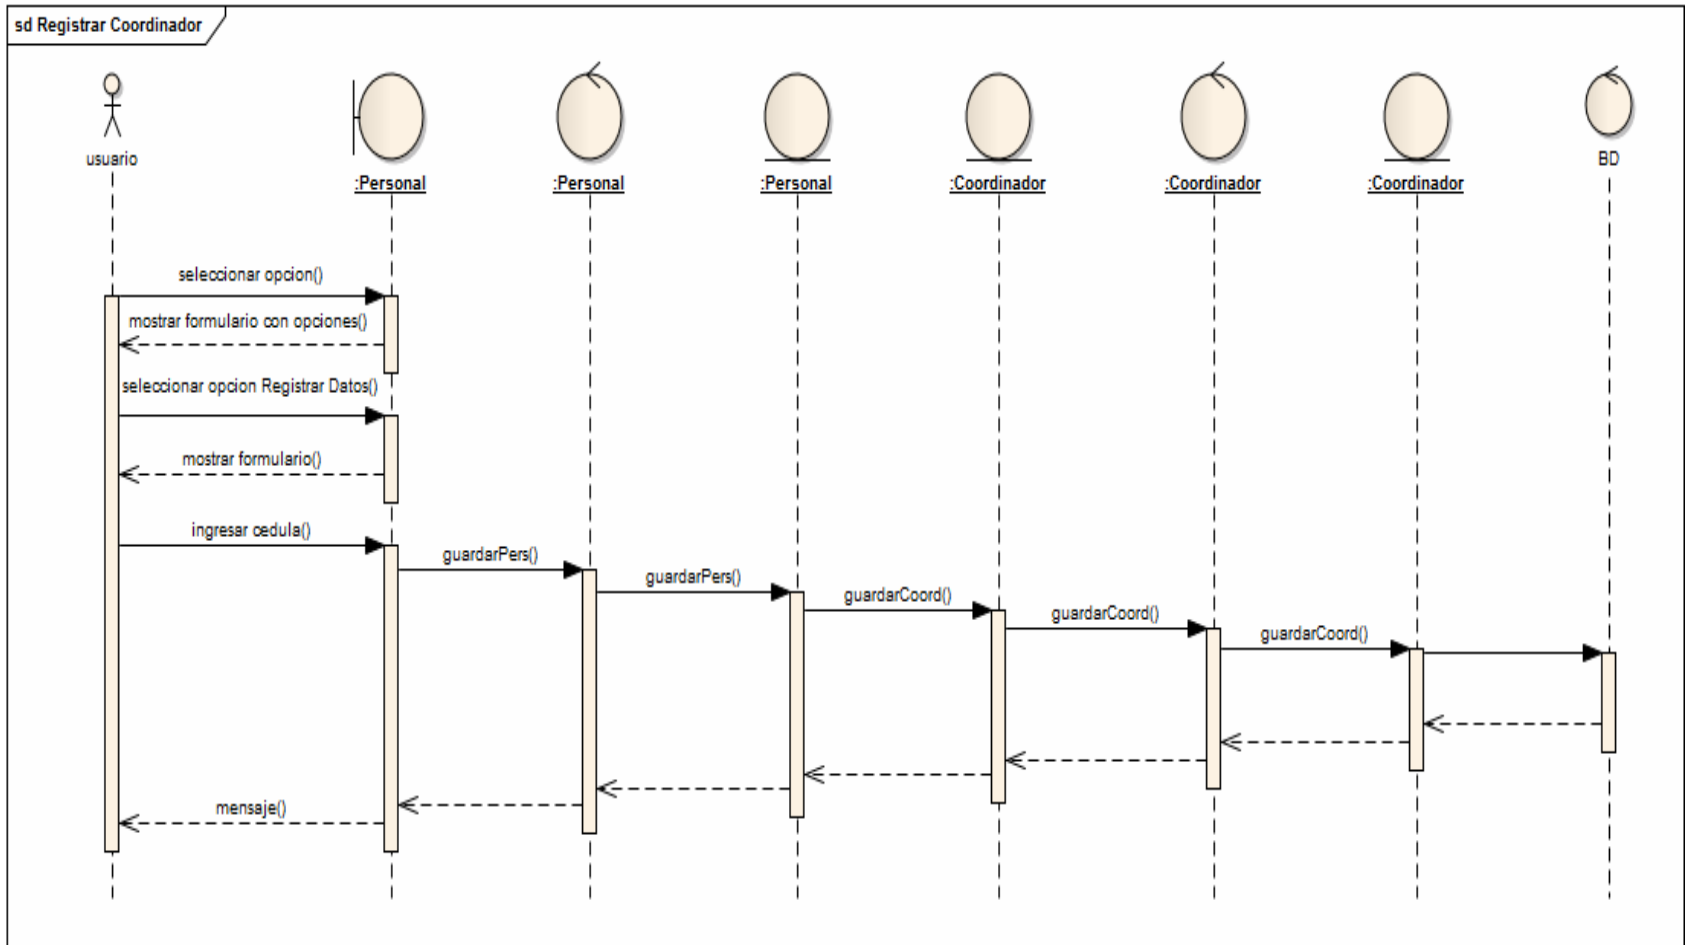 sd Registrar Coordinador
usuario
:Personal
:Personal
:Personal
:Coordinador
:Coordinador
:Coordinador
BD
seleccionar opcion()
mostrar formulario con opciones()
seleccionar opcion Registrar Datos()
mostrar formulario()
ingresar cedula()
guardarPers()
guardarPers()
guardarCoord()
guardarCoord()
guardarCoord()
mensaje()